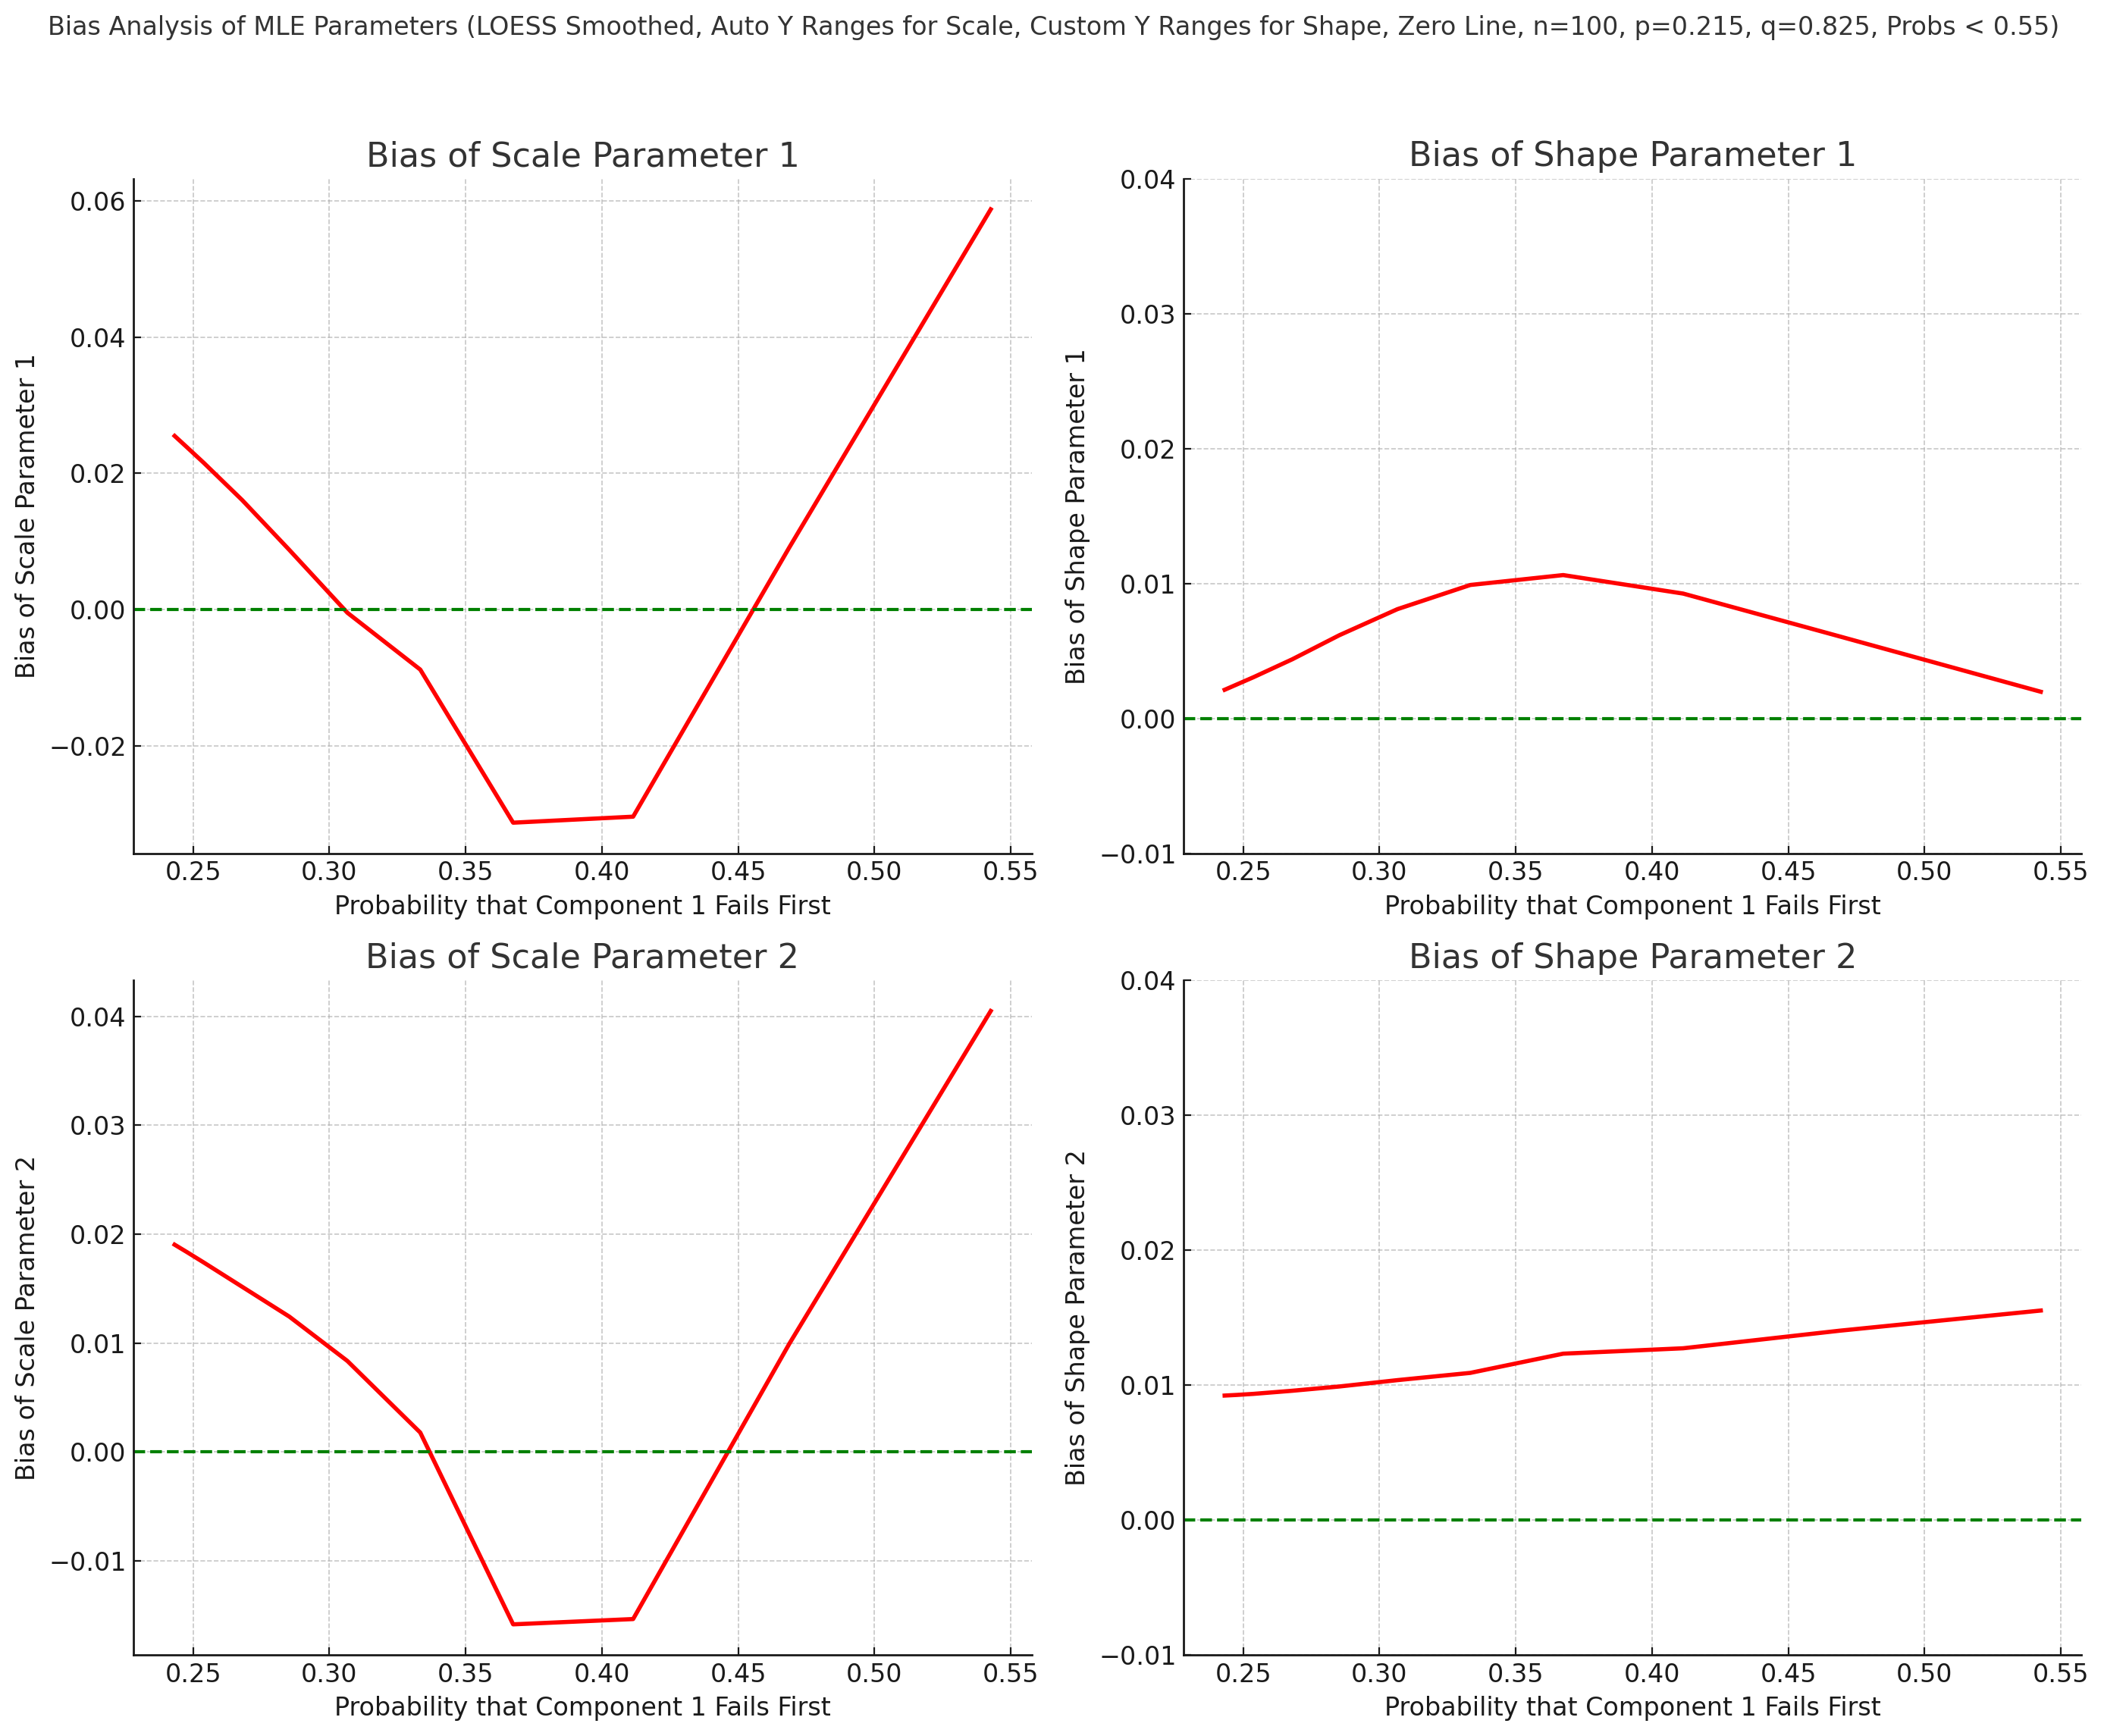 Bias Analysis of MLE Parameters (LOESS Smoothed, Auto Y Ranges for Scale, Custom Y Ranges for Shape, Zero Line, n=100, p=0.215, q=0.825, Probs < 0.55)
Bias of Scale Parameter 1
Bias of Scale Parameter 1
0.06
0.04
0.02
0.00
−0.02
0.25 0.30 0.35 0.40 0.45 0.50 0.55
Probability that Component 1 Fails First
Bias of Shape Parameter 1
Bias of Shape Parameter 1
0.04
0.03
0.02
0.01
0.00
−0.01
0.25 0.30 0.35 0.40 0.45 0.50 0.55
Probability that Component 1 Fails First
Bias of Scale Parameter 2
Bias of Scale Parameter 2
0.04
0.03
0.02
0.01
0.00
−0.01
0.25 0.30 0.35 0.40 0.45 0.50 0.55
Probability that Component 1 Fails First
Bias of Shape Parameter 2
Bias of Shape Parameter 2
0.04
0.03
0.02
0.01
0.00
−0.01
0.25 0.30 0.35 0.40 0.45 0.50 0.55
Probability that Component 1 Fails First